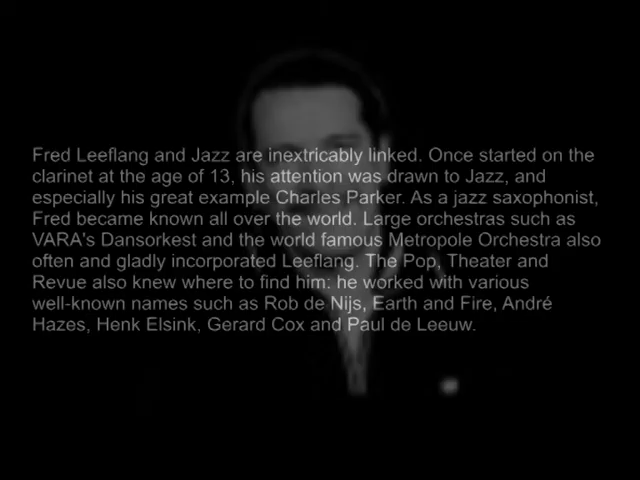 Fred Leeflang and Jazz are inextricably linked. Once started on the
clarinet at the age of 13, his attention was drawn to Jazz, and
especially his great example Charles Parker. As a jazz saxophonist,
Fred became known all over the world. Large orchestras such as
VARA's Dansorkest and the world famous Metropole Orchestra also
often and gladly incorporated Leeflang. The Pop, Theater and
Revue also knew where to find him: he worked with various
well-known names such as Rob de Nijs, Earth and Fire, André
Hazes, Henk Elsink, Gerard Cox and Paul de Leeuw.